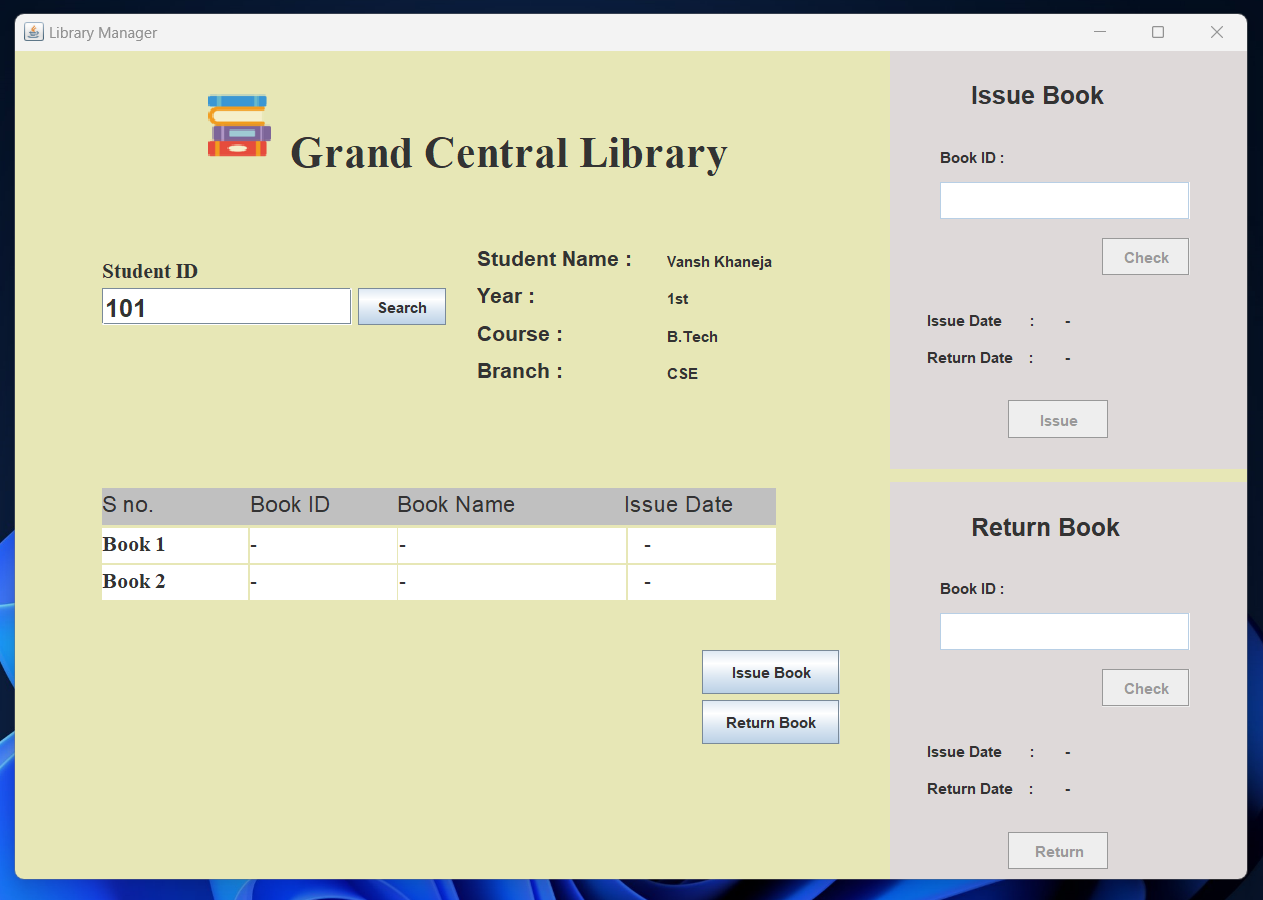 Library Manager
Grand Central Library
Student ID
101
Search
Student Name : Vansh Khaneja
Year : 1st
Course : B.Tech
Branch : CSE
S no. Book ID Book Name Issue Date
Book 1 - - -
Book 2 - - -
Issue Book
Return Book
Issue Book
Book ID :
Check
Issue Date : -
Return Date : -
Issue
Return Book
Book ID :
Check
Issue Date : -
Return Date : -
Return